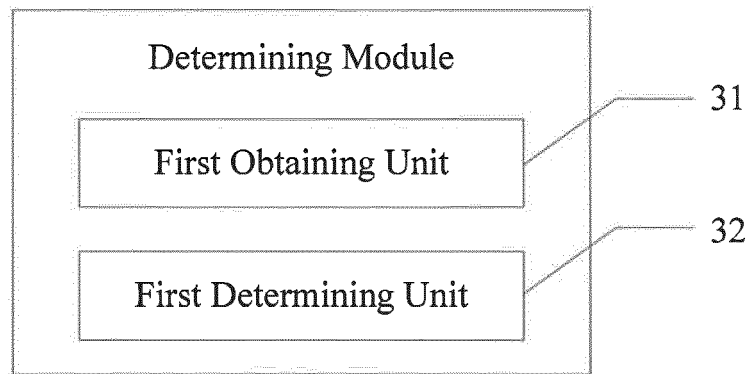 Determining Module
First Obtaining Unit
31
First Determining Unit
32